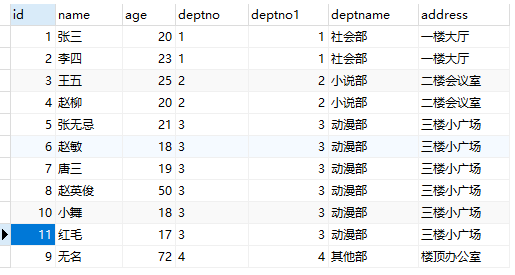 id name age deptno deptno1 deptname address
1 张三 20 1 1 社会部 一楼大厅
2 李四 23 1 1 社会部 一楼大厅
3 王五 25 2 2 小说部 二楼会议室
4 赵柳 20 2 2 小说部 二楼会议室
5 张无忌 21 3 3 动漫部 三楼小广场
6 赵敏 18 3 3 动漫部 三楼小广场
7 唐三 19 3 3 动漫部 三楼小广场
8 赵英俊 50 3 3 动漫部 三楼小广场
10 小舞 18 3 3 动漫部 三楼小广场
11 红毛 17 3 3 动漫部 三楼小广场
9 无名 72 4 4 其他部 楼顶办公室